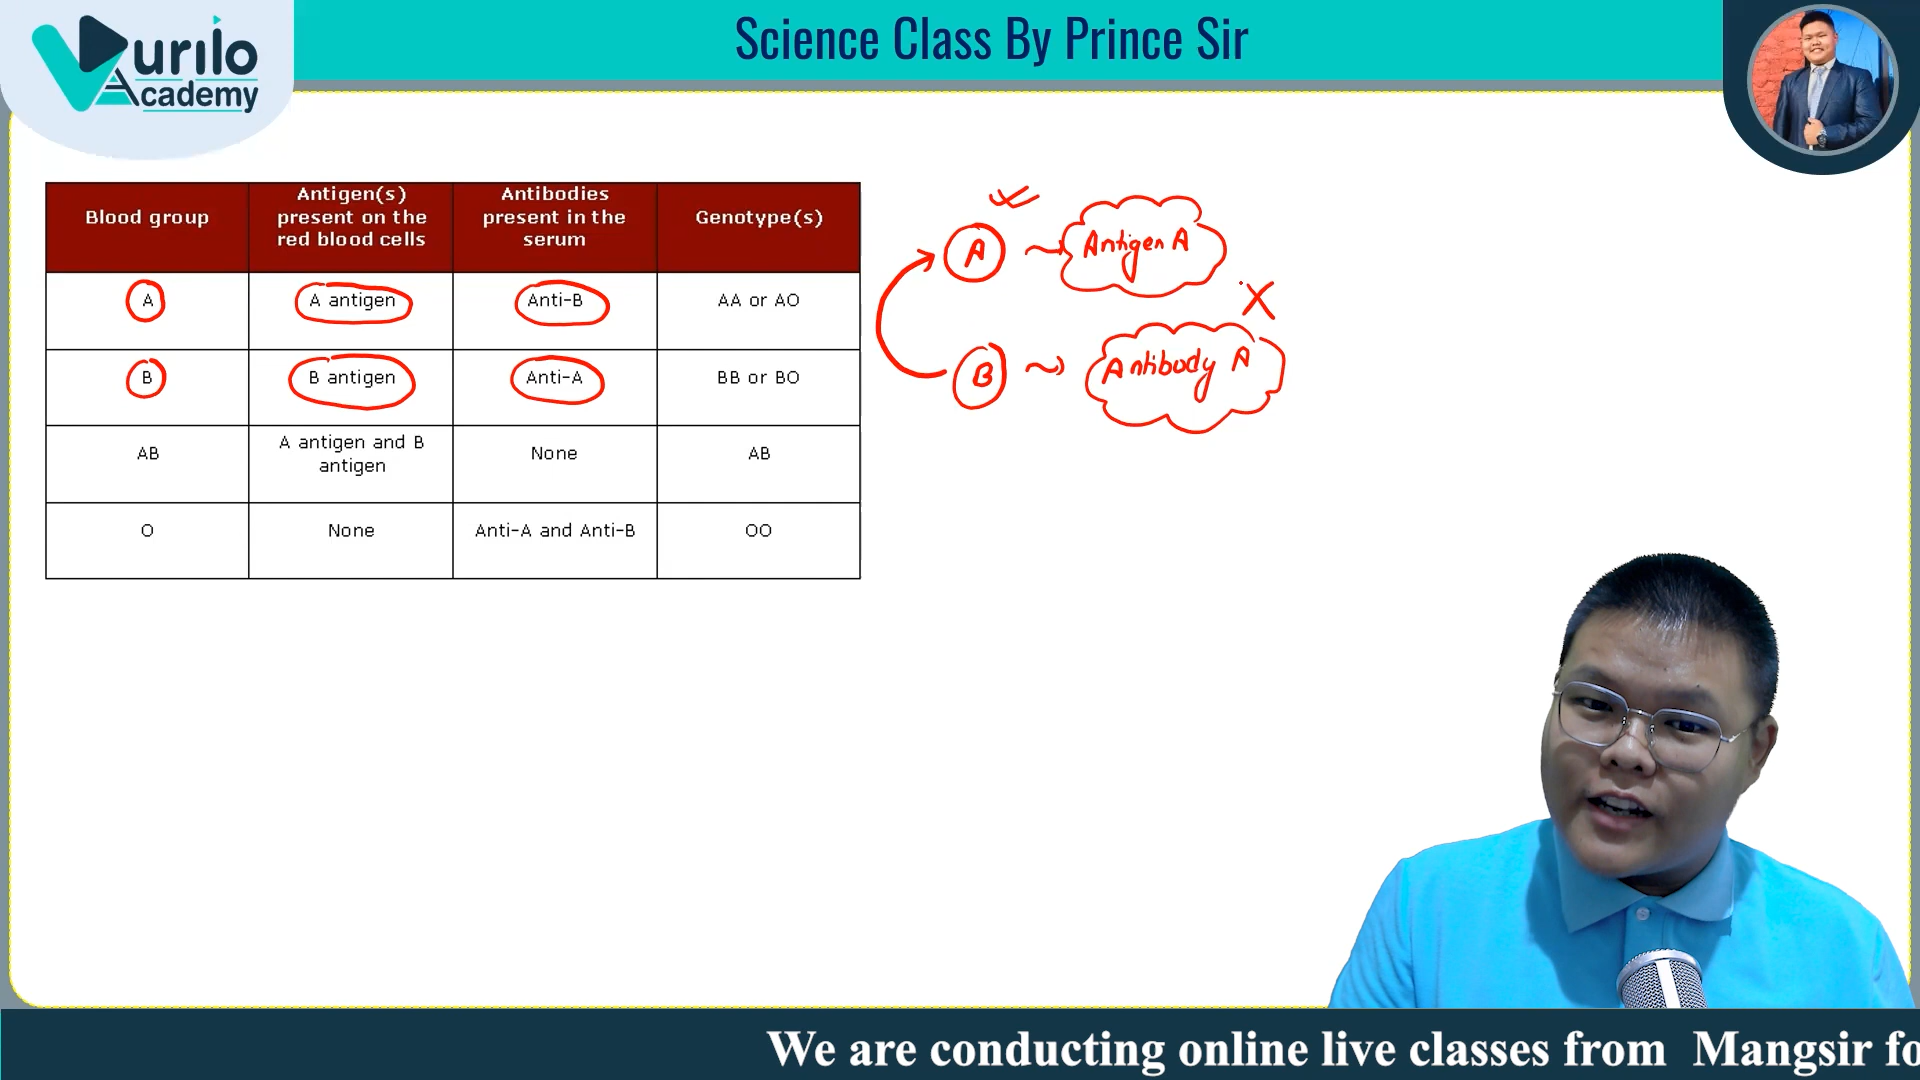 Vurilo
Academy
Science Class By Prince Sir
Blood group
Antigen(s)
present on the
red blood cells
Antibodies
present in the
serum
Genotype(s)
A
A antigen
Anti-B
AA or AO
B
B antigen
Anti-A
BB or BO
AB
A antigen and B
antigen
None
AB
O
None
Anti-A and Anti-B
OO
A
Antigen A
X
B
Antibody A
We are conducting online live classes from Mangsir fo